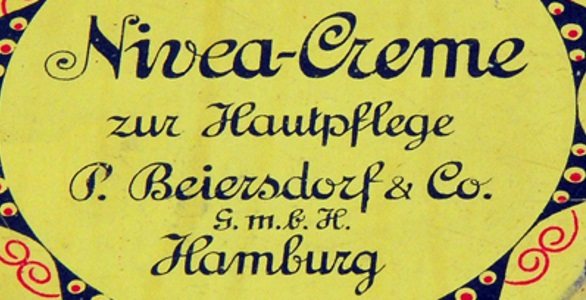 Nivea-Creme
zur Hautpflege
P. Beiersdorf & Co.
G. m. b. H.
Hamburg